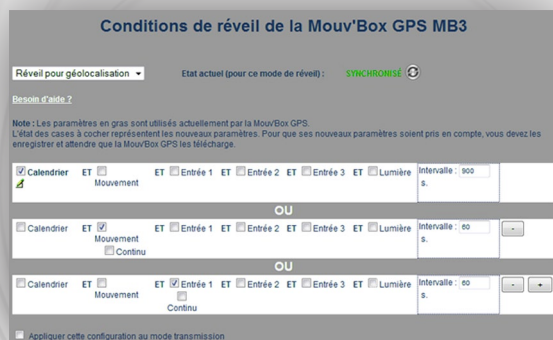 Conditions de réveil de la Mouv'Box GPS MB3
Réveil pour géolocalisation Etat actuel (pour ce mode de réveil) : SYNCHRONISÉ
Besoin d'aide ?
Note : Les paramètres en gras sont utilisés actuellement par la Mouv'Box GPS.
L'état des cases à cocher représentent les nouveaux paramètres. Pour que ses nouveaux paramètres soient pris en compte, vous devez les
enregistrer et attendre que la Mouv'Box GPS les télécharge.
Calendrier ET Mouvement ET Entrée 1 ET Entrée 2 ET Entrée 3 ET Lumière Intervalle : 900 s.
OU
Calendrier ET Mouvement Continu ET Entrée 1 ET Entrée 2 ET Entrée 3 ET Lumière Intervalle : 60 s. -
OU
Calendrier ET Mouvement ET Entrée 1 Continu ET Entrée 2 ET Entrée 3 ET Lumière Intervalle : 60 s. - +
Appliquer cette configuration au mode transmission